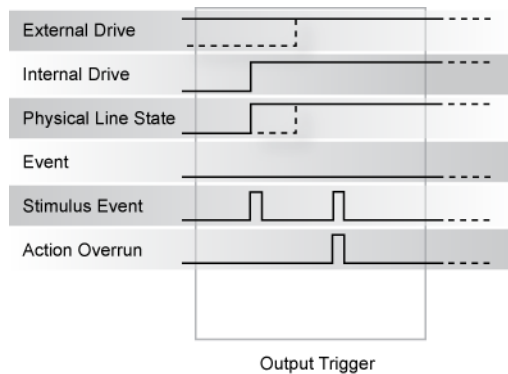 External Drive
Internal Drive
Physical Line State
Event
Stimulus Event
Action Overrun
Output Trigger